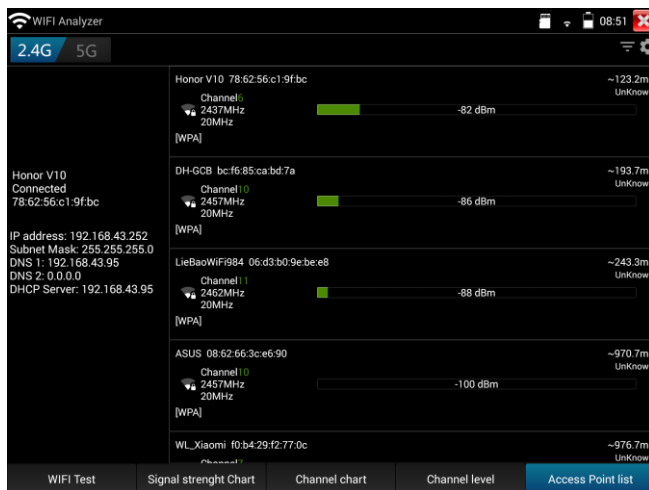 WIFI Analyzer
08:51
2.4G 5G
Honor V10
Connected
78:62:56:c1:9f:bc
IP address: 192.168.43.252
Subnet Mask: 255.255.255.0
DNS 1: 192.168.43.95
DNS 2: 0.0.0.0
DHCP Server: 192.168.43.95
Honor V10 78:62:56:c1:9f:bc ~123.2m
UnKnow
Channel6
2437MHz -82 dBm
20MHz
[WPA]
DH-GCB bc:f6:85:ca:bd:7a ~193.7m
UnKnow
Channel10
2457MHz -86 dBm
20MHz
[WPA]
LieBaoWiFi984 06:d3:b0:9e:be:e8 ~243.3m
UnKnow
Channel11
2462MHz -88 dBm
20MHz
[WPA]
ASUS 08:62:66:3c:e6:90 ~970.7m
UnKnow
Channel10
2457MHz -100 dBm
20MHz
[WPA]
WL_Xiaomi f0:b4:29:f2:77:0c ~976.7m
UnKnow
Channel7
WIFI Test Signal strenght Chart Channel chart Channel level Access Point list